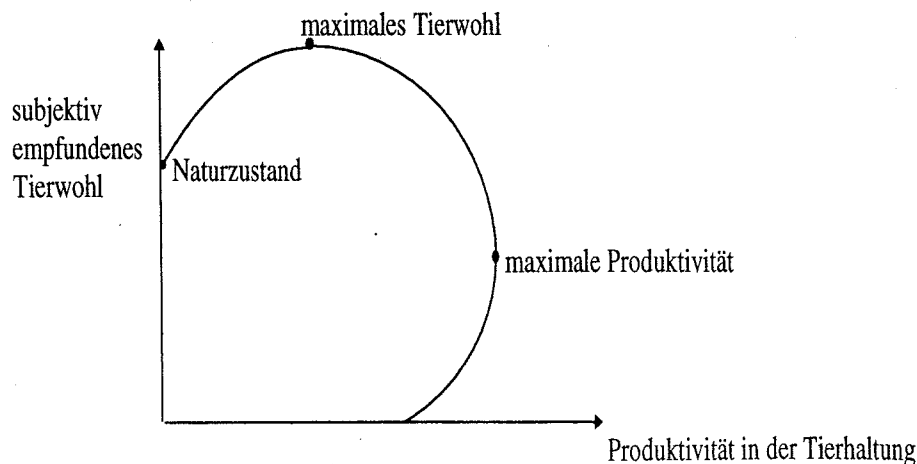 maximales Tierwohl
subjektiv
empfundenes
Tierwohl
Naturzustand
maximale Produktivität
Produktivität in der Tierhaltung